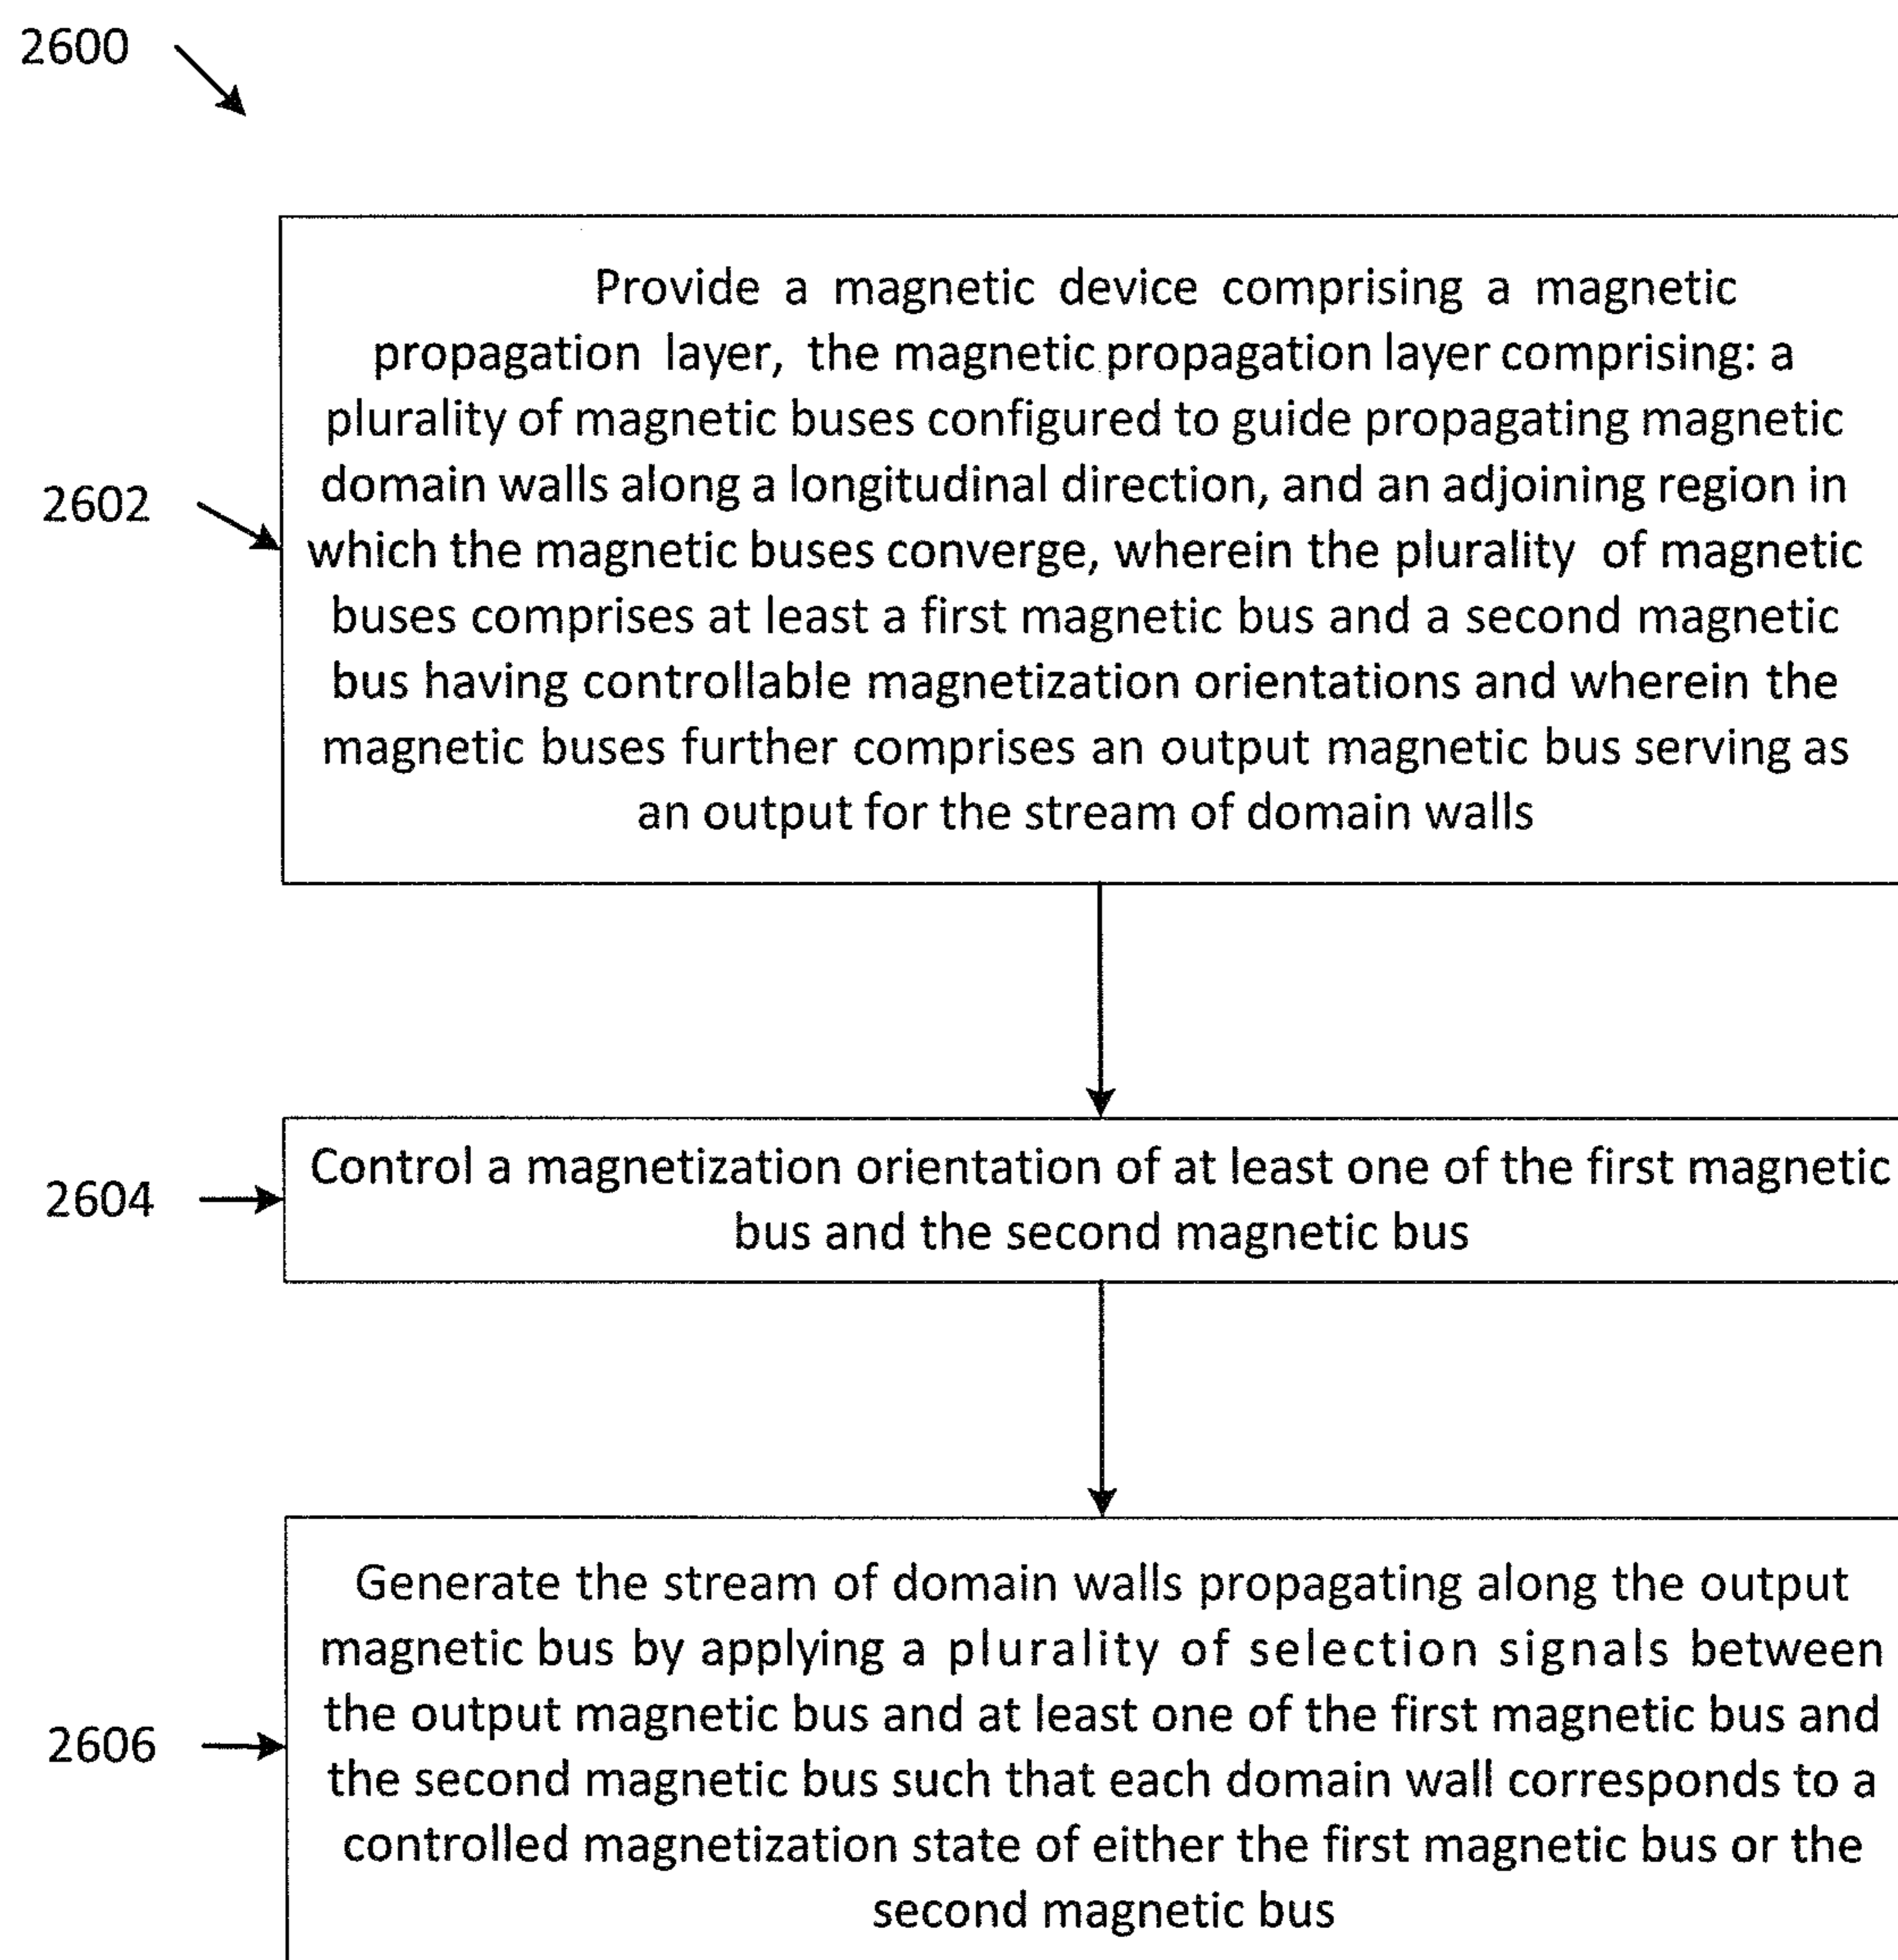 2600
Provide a magnetic device comprising a magnetic
propagation layer, the magnetic propagation layer comprising: a
plurality of magnetic buses configured to guide propagating magnetic
domain walls along a longitudinal direction, and an adjoining region in
2602
which the magnetic buses converge, wherein the plurality of magnetic
buses comprises at least a first magnetic bus and a second magnetic
bus having controllable magnetization orientations and wherein the
magnetic buses further comprises an output magnetic bus serving as
an output for the stream of domain walls
Control a magnetization orientation of at least one of the first magnetic
2604
bus and the second magnetic bus
Generate the stream of domain walls propagating along the output
magnetic bus by applying a plurality of selection signals between
the output magnetic bus and at least one of the first magnetic bus and
2606
the second magnetic bus such that each domain wall corresponds to a
controlled magnetization state of either the first magnetic bus or the
second magnetic bus